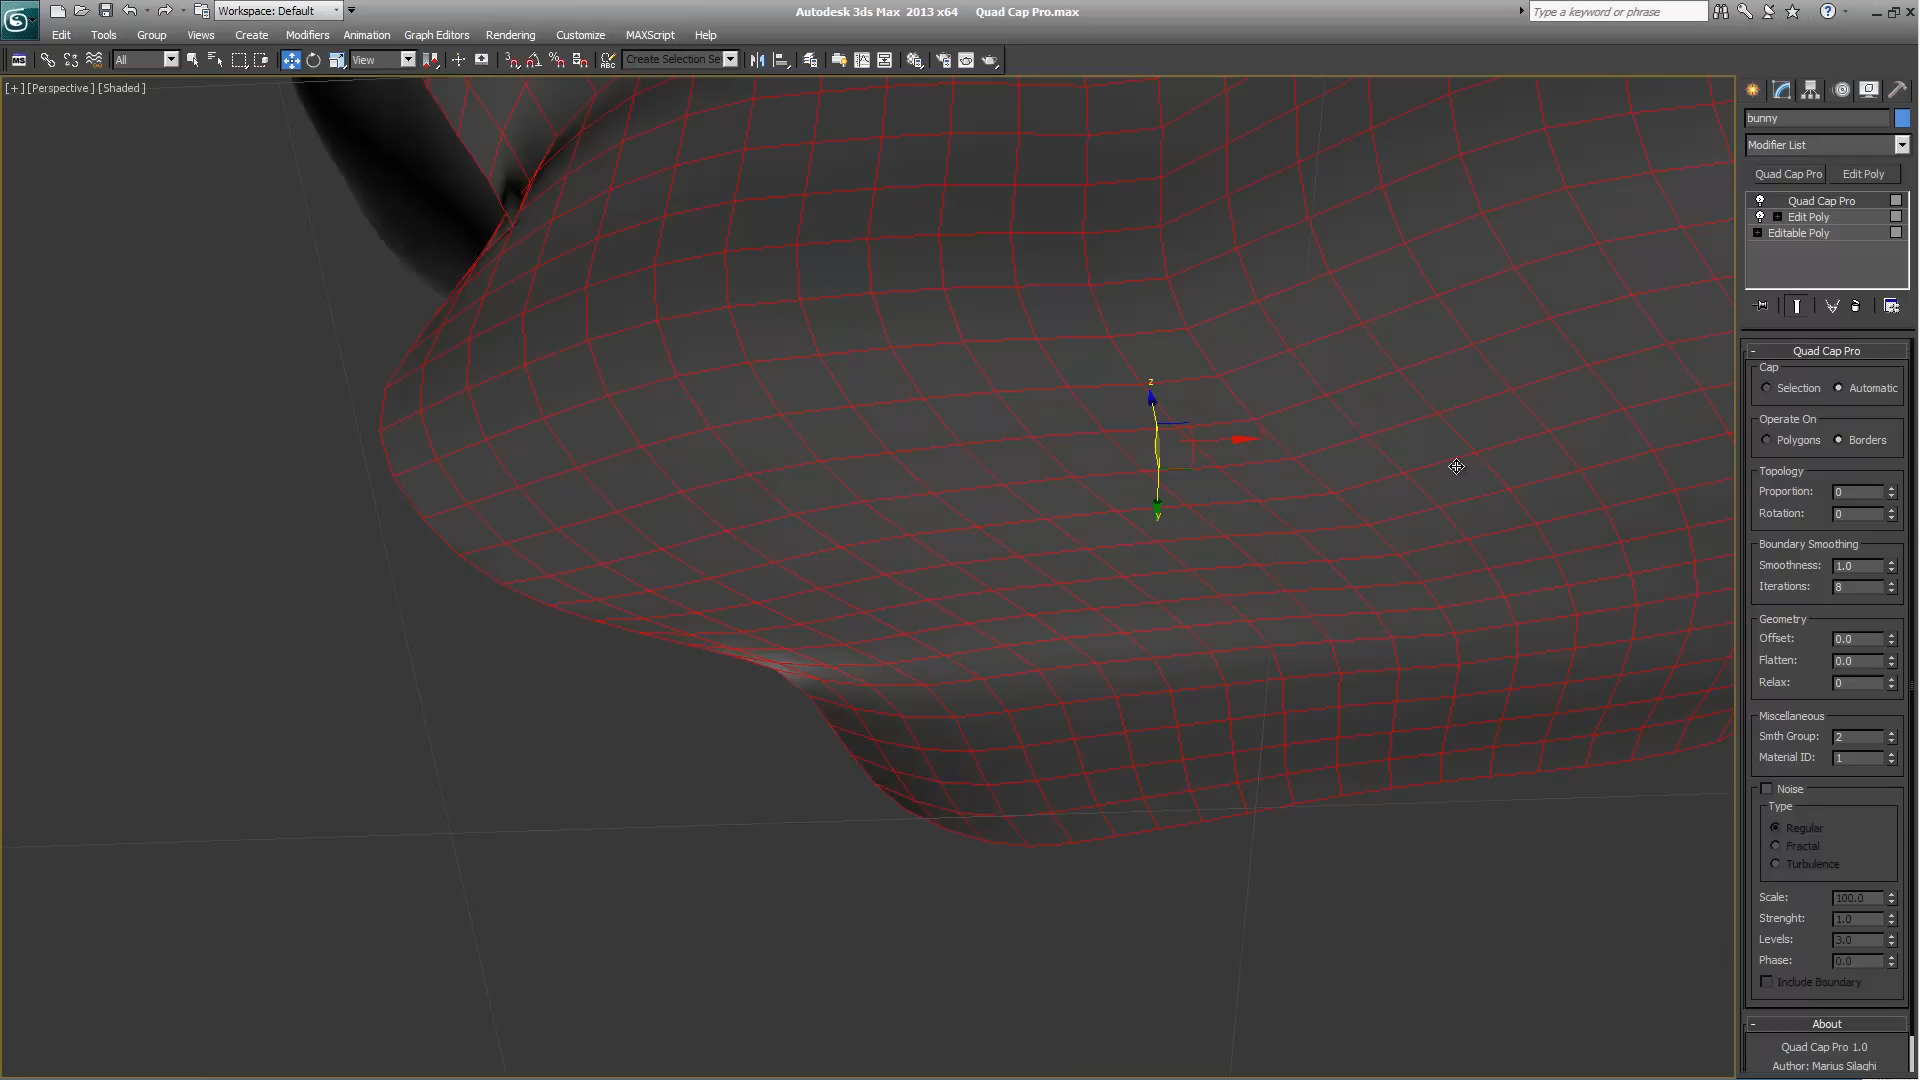 Workspace: Default
Autodesk 3ds Max 2013 x64 Quad Cap Pro.max
Type a keyword or phrase
Edit Tools Group Views Create Modifiers Animation Graph Editors Rendering Customize MAXScript Help
MS All View ABC Create Selection Se
[+] [Perspective ] [Shaded ]
bunny
Modifier List
Quad Cap Pro Edit Poly
Quad Cap Pro
Edit Poly
Editable Poly
Quad Cap Pro
Cap
Selection Automatic
Operate On
Polygons Borders
Topology
Proportion: 0
Rotation: 0
Boundary Smoothing
Smoothness: 1.0
Iterations: 8
Geometry
Offset: 0.0
Flatten: 0.0
Relax: 0
Miscellaneous
Smth Group: 2
Material ID: 1
Noise
Type
Regular
Fractal
Turbulence
Scale: 100.0
Strenght: 1.0
Levels: 3.0
Phase: 0.0
Include Boundary
About
Quad Cap Pro 1.0
Author: Marius Silaghi
z
y